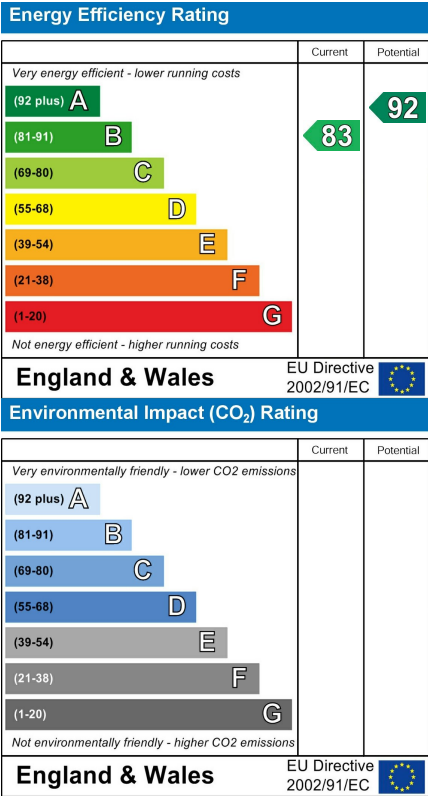 Energy Efficiency Rating
Current Potential
Very energy efficient - lower running costs
(92 plus) A
92
(81-91) B
83
(69-80) C
(55-68) D
(39-54) E
(21-38) F
(1-20) G
Not energy efficient - higher running costs
England & Wales
EU Directive
2002/91/EC
Environmental Impact (CO₂) Rating
Current Potential
Very environmentally friendly - lower CO2 emissions
(92 plus) A
(81-91) B
(69-80) C
(55-68) D
(39-54) E
(21-38) F
(1-20) G
Not environmentally friendly - higher CO2 emissions
England & Wales
EU Directive
2002/91/EC